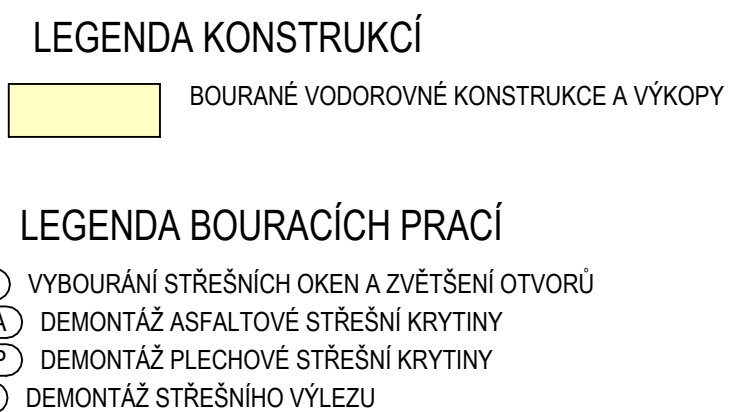 LEGENDA KONSTRUKCÍ
BOURANÉ VODOROVNÉ KONSTRUKCE A VÝKOPY
LEGENDA BOURACÍCH PRACÍ
VYBOURÁNÍ STŘEŠNÍCH OKEN A ZVĚTŠENÍ OTVORŮ
DEMONTÁŽ ASFALTOVÉ STŘEŠNÍ KRYTINY
DEMONTÁŽ PLECHOVÉ STŘEŠNÍ KRYTINY
DEMONTÁŽ STŘEŠNÍHO VÝLEZU